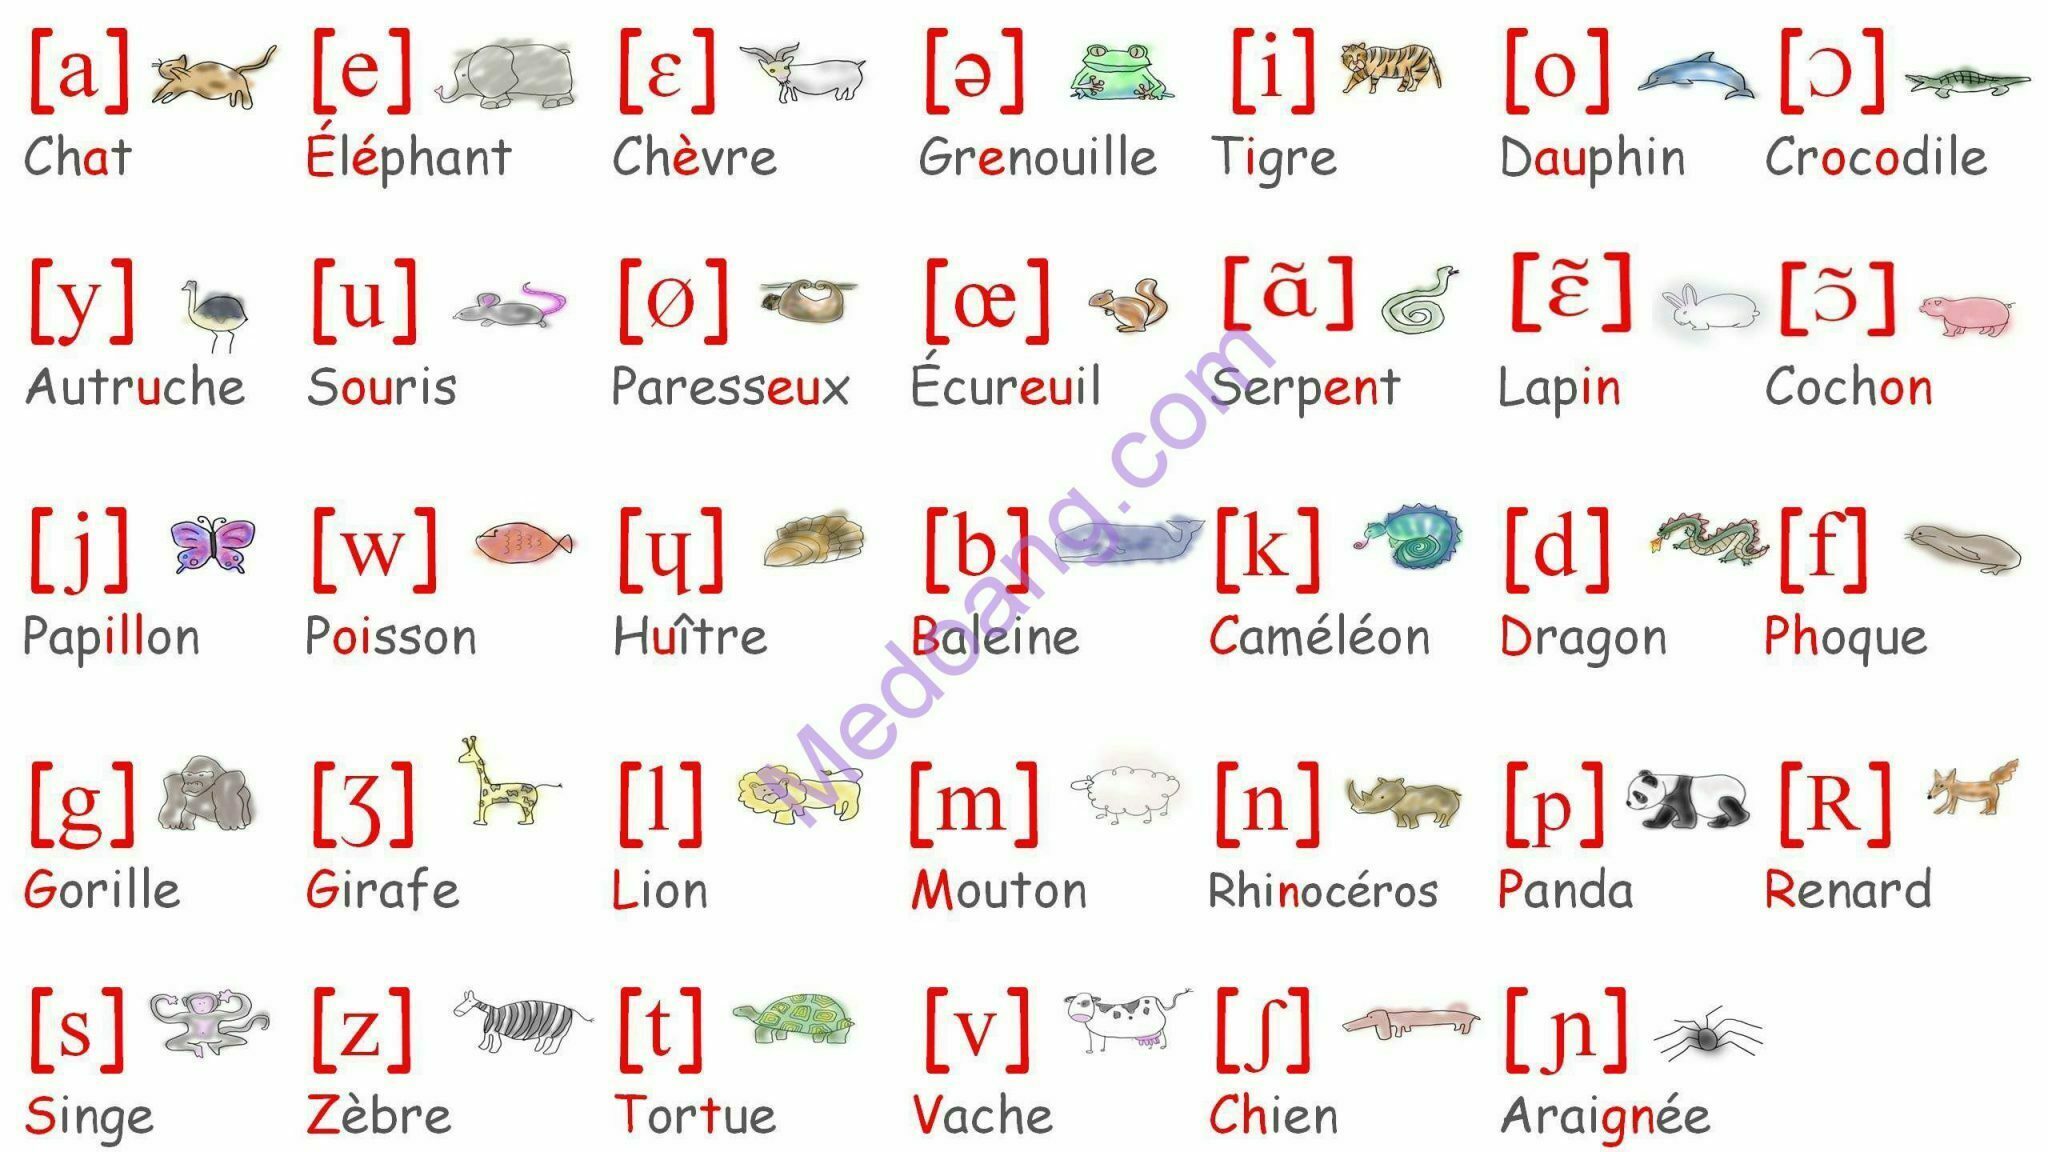 [a] [e] [ɛ] [ə] [i] [o] [ɔ]
Chat Éléphant Chèvre Grenouille Tigre Dauphin Crocodile
[y] [u] [ø] [œ] [ɑ̃] [ɛ̃] [ɔ̃]
Autruche Souris Paresseux Écureuil Serpent Lapin Cochon
[j] [w] [ɥ] [b] [k] [d] [f]
Papillon Poisson Huître Baleine Caméléon Dragon Phoque
[g] [ʒ] [l] [m] [n] [p] [R]
Gorille Girafe Lion Mouton Rhinocéros Panda Renard
[s] [z] [t] [v] [ʃ] [ɲ]
Singe Zèbre Tortue Vache Chien Araignée
Medoang.com